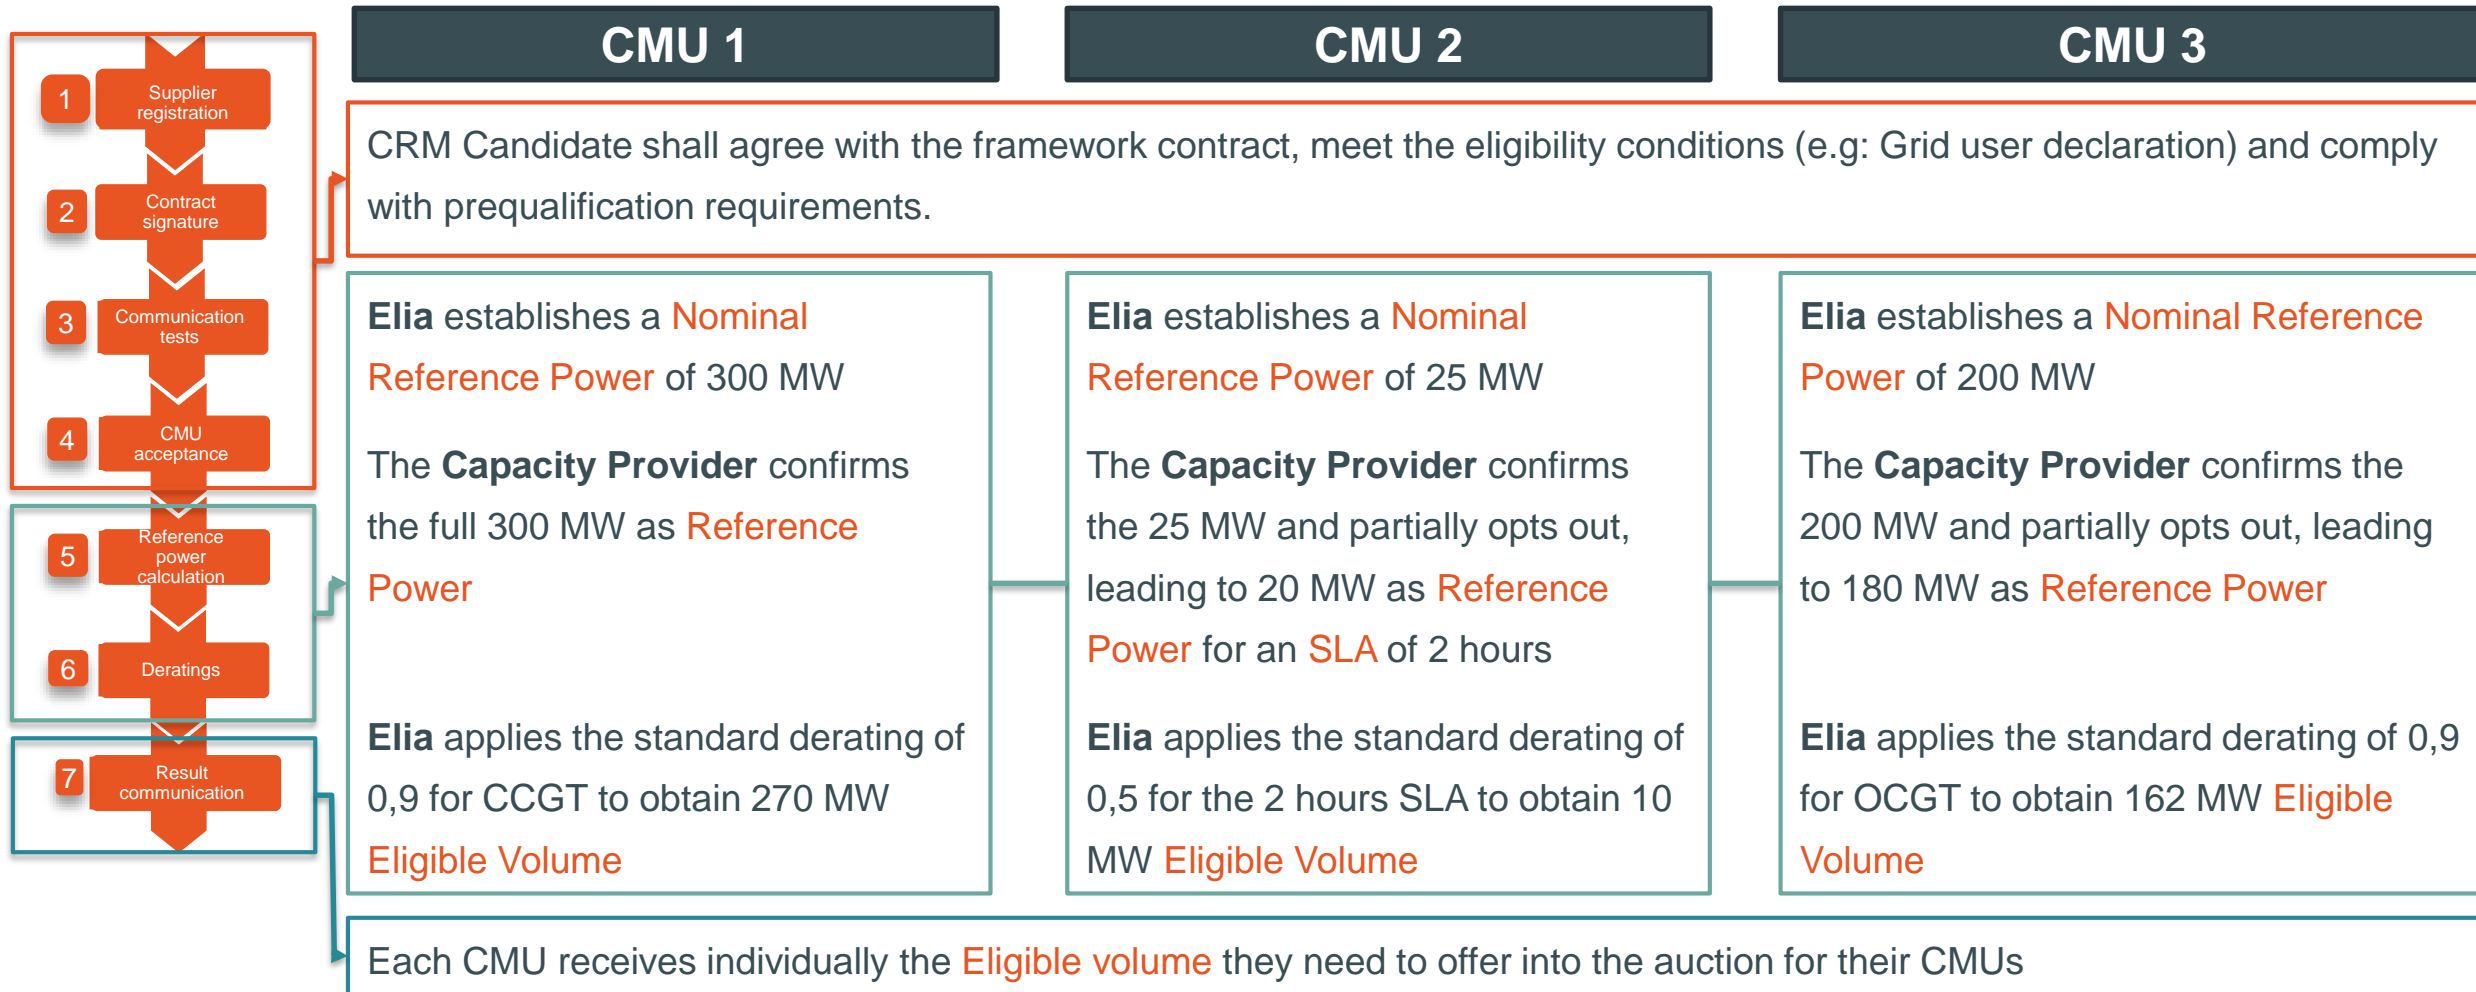 CMU 1
CMU 2
CMU 3
1
Supplier
registration
2
Contract
signature
3
Communication
tests
4
CMU
acceptance
5
Reference
power
calculation
6
Deratings
7
Result
communication
CRM Candidate shall agree with the framework contract, meet the eligibility conditions (e.g: Grid user declaration) and comply
with prequalification requirements.
Elia establishes a Nominal
Reference Power of 300 MW
The Capacity Provider confirms
the full 300 MW as Reference
Power
Elia applies the standard derating of
0,9 for CCGT to obtain 270 MW
Eligible Volume
Elia establishes a Nominal
Reference Power of 25 MW
The Capacity Provider confirms
the 25 MW and partially opts out,
leading to 20 MW as Reference
Power for an SLA of 2 hours
Elia applies the standard derating of
0,5 for the 2 hours SLA to obtain 10
MW Eligible Volume
Elia establishes a Nominal Reference
Power of 200 MW
The Capacity Provider confirms the
200 MW and partially opts out, leading
to 180 MW as Reference Power
Elia applies the standard derating of 0,9
for OCGT to obtain 162 MW Eligible
Volume
Each CMU receives individually the Eligible volume they need to offer into the auction for their CMUs